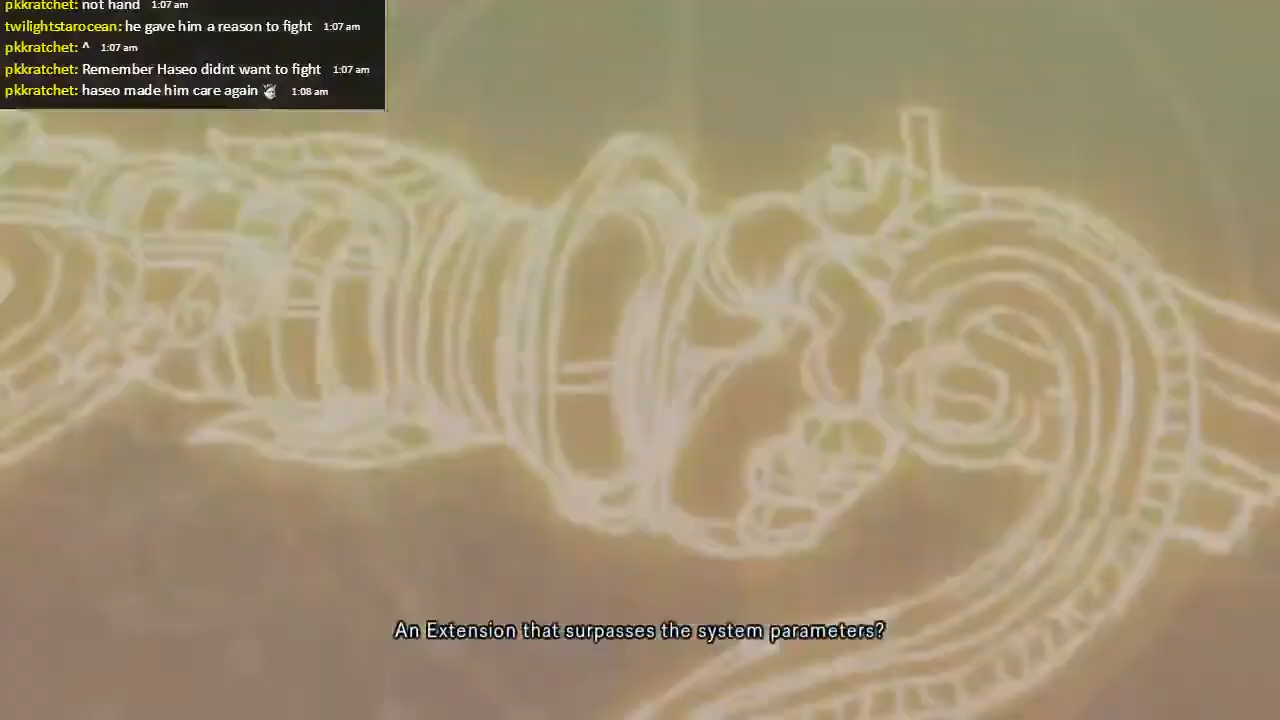 pkkratchet: not hand 1:07 am
twilightstarocean: he gave him a reason to fight 1:07 am
pkkratchet: ^ 1:07 am
pkkratchet: Remember Haseo didnt want to fight 1:07 am
pkkratchet: haseo made him care again 1:08 am
An Extension that surpasses the system parameters?